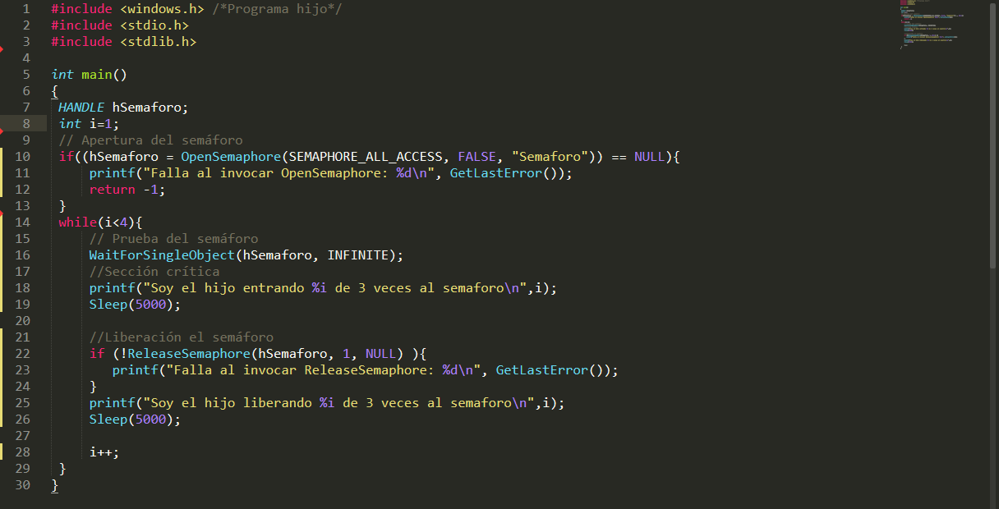 1 #include <windows.h> /*Programa hijo*/
2 #include <stdio.h>
3 #include <stdlib.h>
4
5 int main()
6 {
7 HANDLE hSemaforo;
8 int i=1;
9 // Apertura del semáforo
10 if((hSemaforo = OpenSemaphore(SEMAPHORE_ALL_ACCESS, FALSE, "Semaforo")) == NULL){
11 printf("Falla al invocar OpenSemaphore: %d\n", GetLastError());
12 return -1;
13 }
14 while(i<4){
15 // Prueba del semáforo
16 WaitForSingleObject(hSemaforo, INFINITE);
17 //Sección crítica
18 printf("Soy el hijo entrando %i de 3 veces al semaforo\n",i);
19 Sleep(5000);
20
21 //Liberación el semáforo
22 if (!ReleaseSemaphore(hSemaforo, 1, NULL) ){
23 printf("Falla al invocar ReleaseSemaphore: %d\n", GetLastError());
24 }
25 printf("Soy el hijo liberando %i de 3 veces al semaforo\n",i);
26 Sleep(5000);
27
28 i++;
29 }
30 }